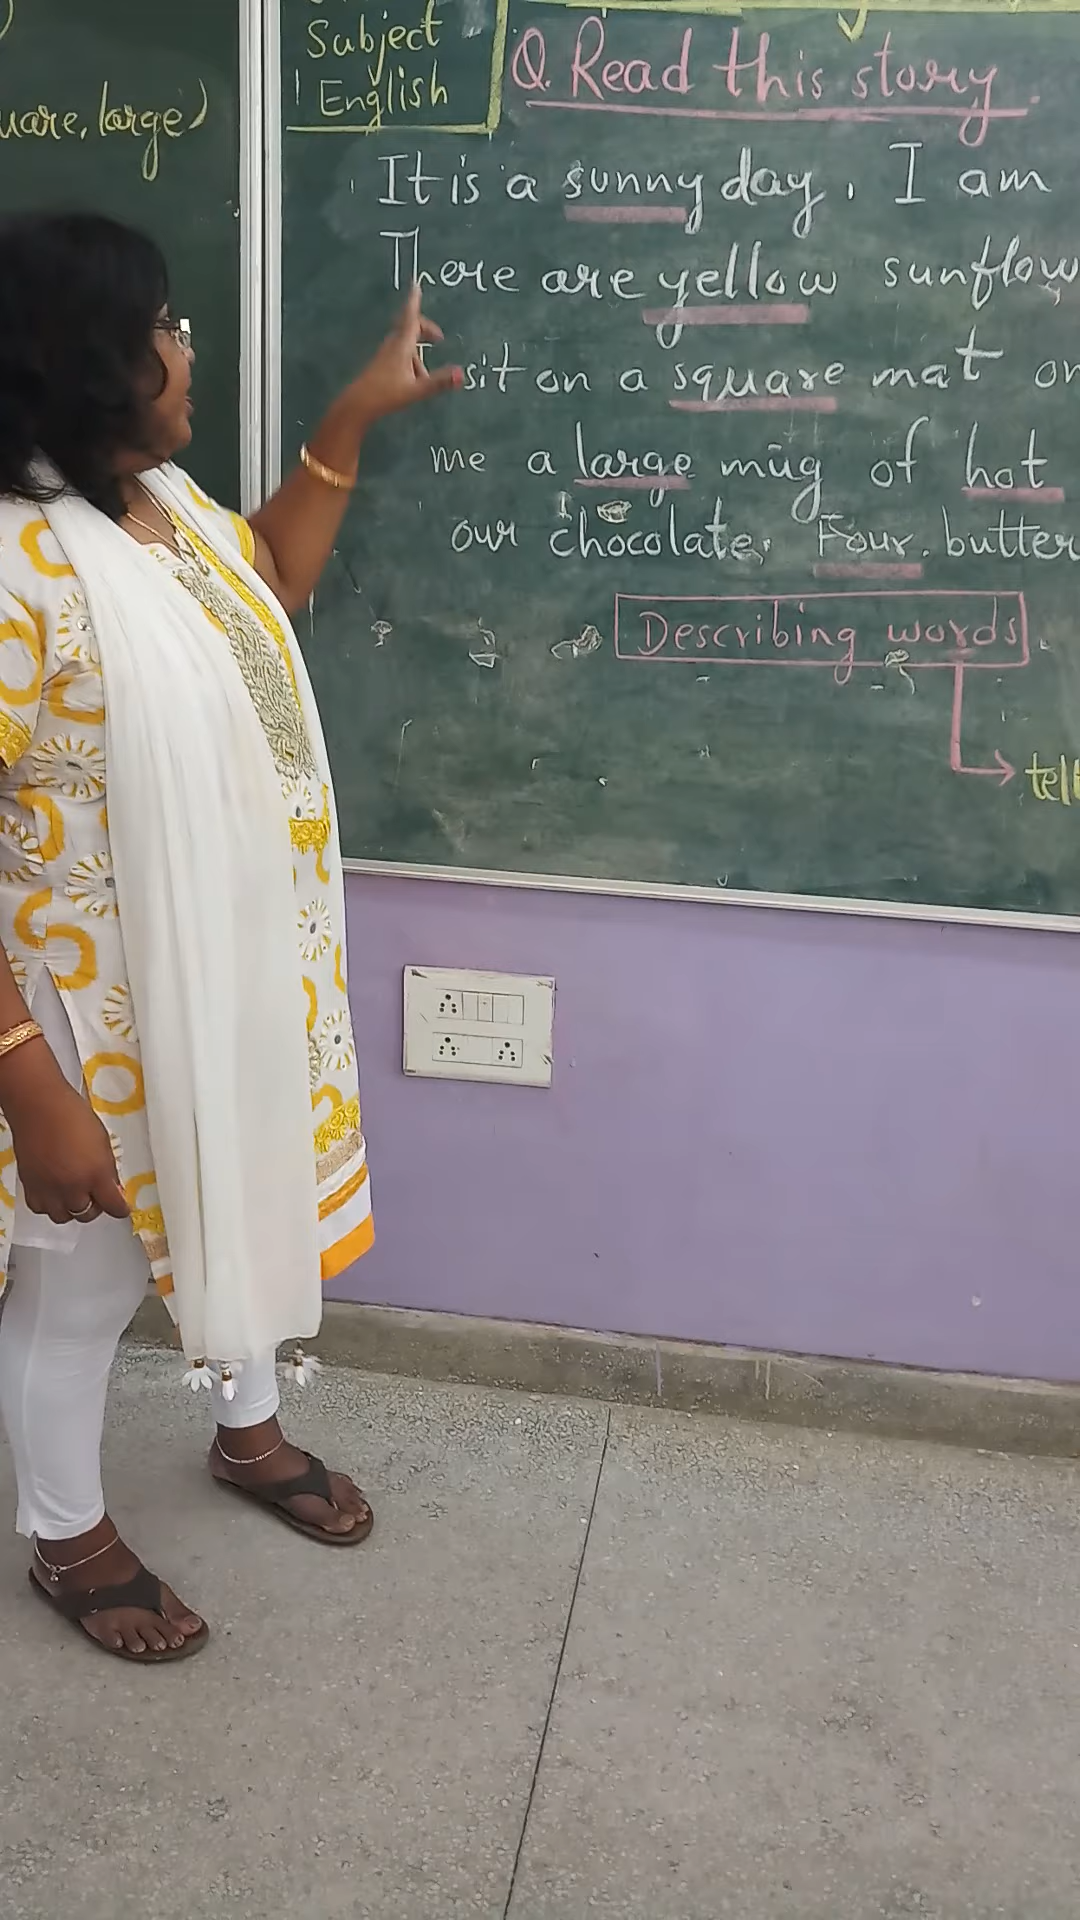 uare, large)
Subject
English
Q. Read this story.
It is a sunny day. I am
There are yellow sunflow
I sit on a square mat on
me a large mug of hot
our chocolate. Four butter
Describing words
tell